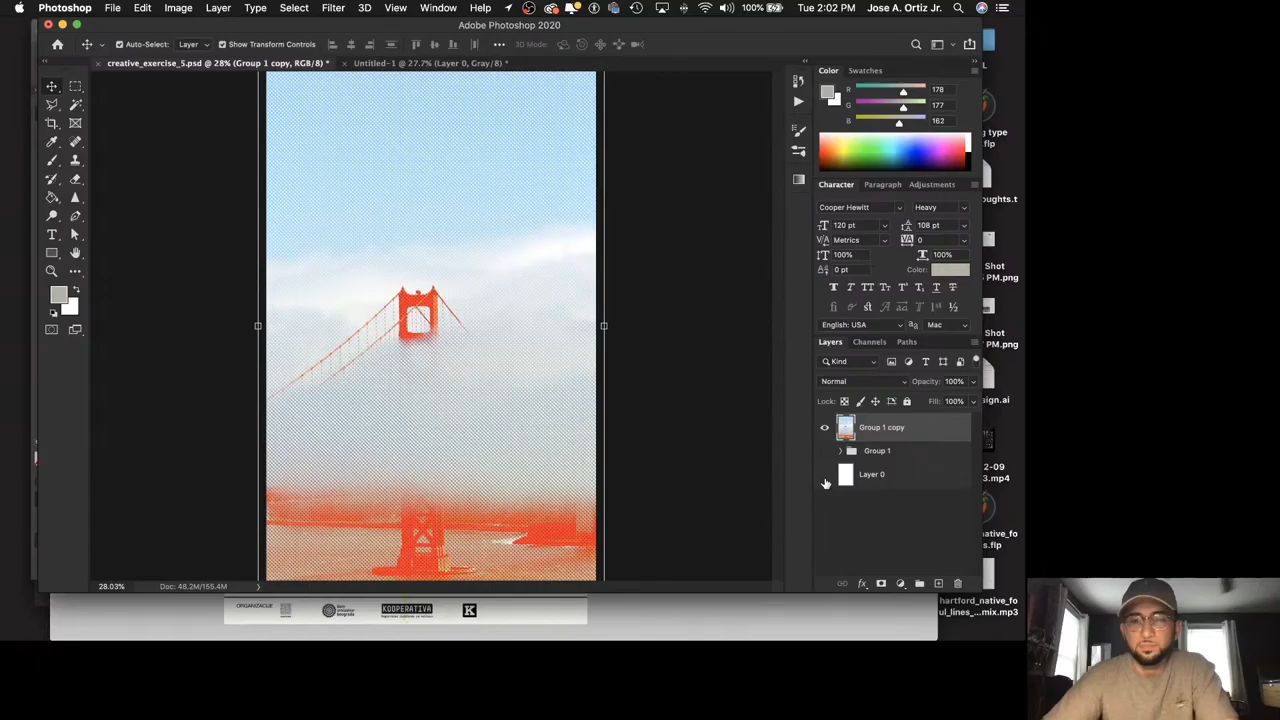 Photoshop File Edit Image Layer Type Select Filter 3D View Window Help 100% Tue 2:02 PM Jose A. Ortiz Jr.
Adobe Photoshop 2020
Auto-Select: Layer Show Transform Controls 3D Mode:
creative_exercise_5.psd @ 28% (Group 1 copy, RGB/8) * Untitled-1 @ 27.7% (Layer 0, Gray/8) *
Color Swatches
R 178
G 177
B 162
Character Paragraph Adjustments
Cooper Hewitt Heavy
120 pt 108 pt
Metrics 0
100% 100%
0 pt Color:
English: USA Mac
Layers Channels Paths
Kind
Normal Opacity: 100%
Lock: Fill: 100%
Group 1 copy
Group 1
Layer 0
28.03% Doc: 48.2M/155.4M
ORGANIZACIJE KOOPERATIVA K
g type
.flp
oughts.t
Shot
PM.png
Shot
PM.png
sign.ai
2-09
3.mp4
native_fo
s.flp
hartford_native_fo
ul_lines_...mix.mp3